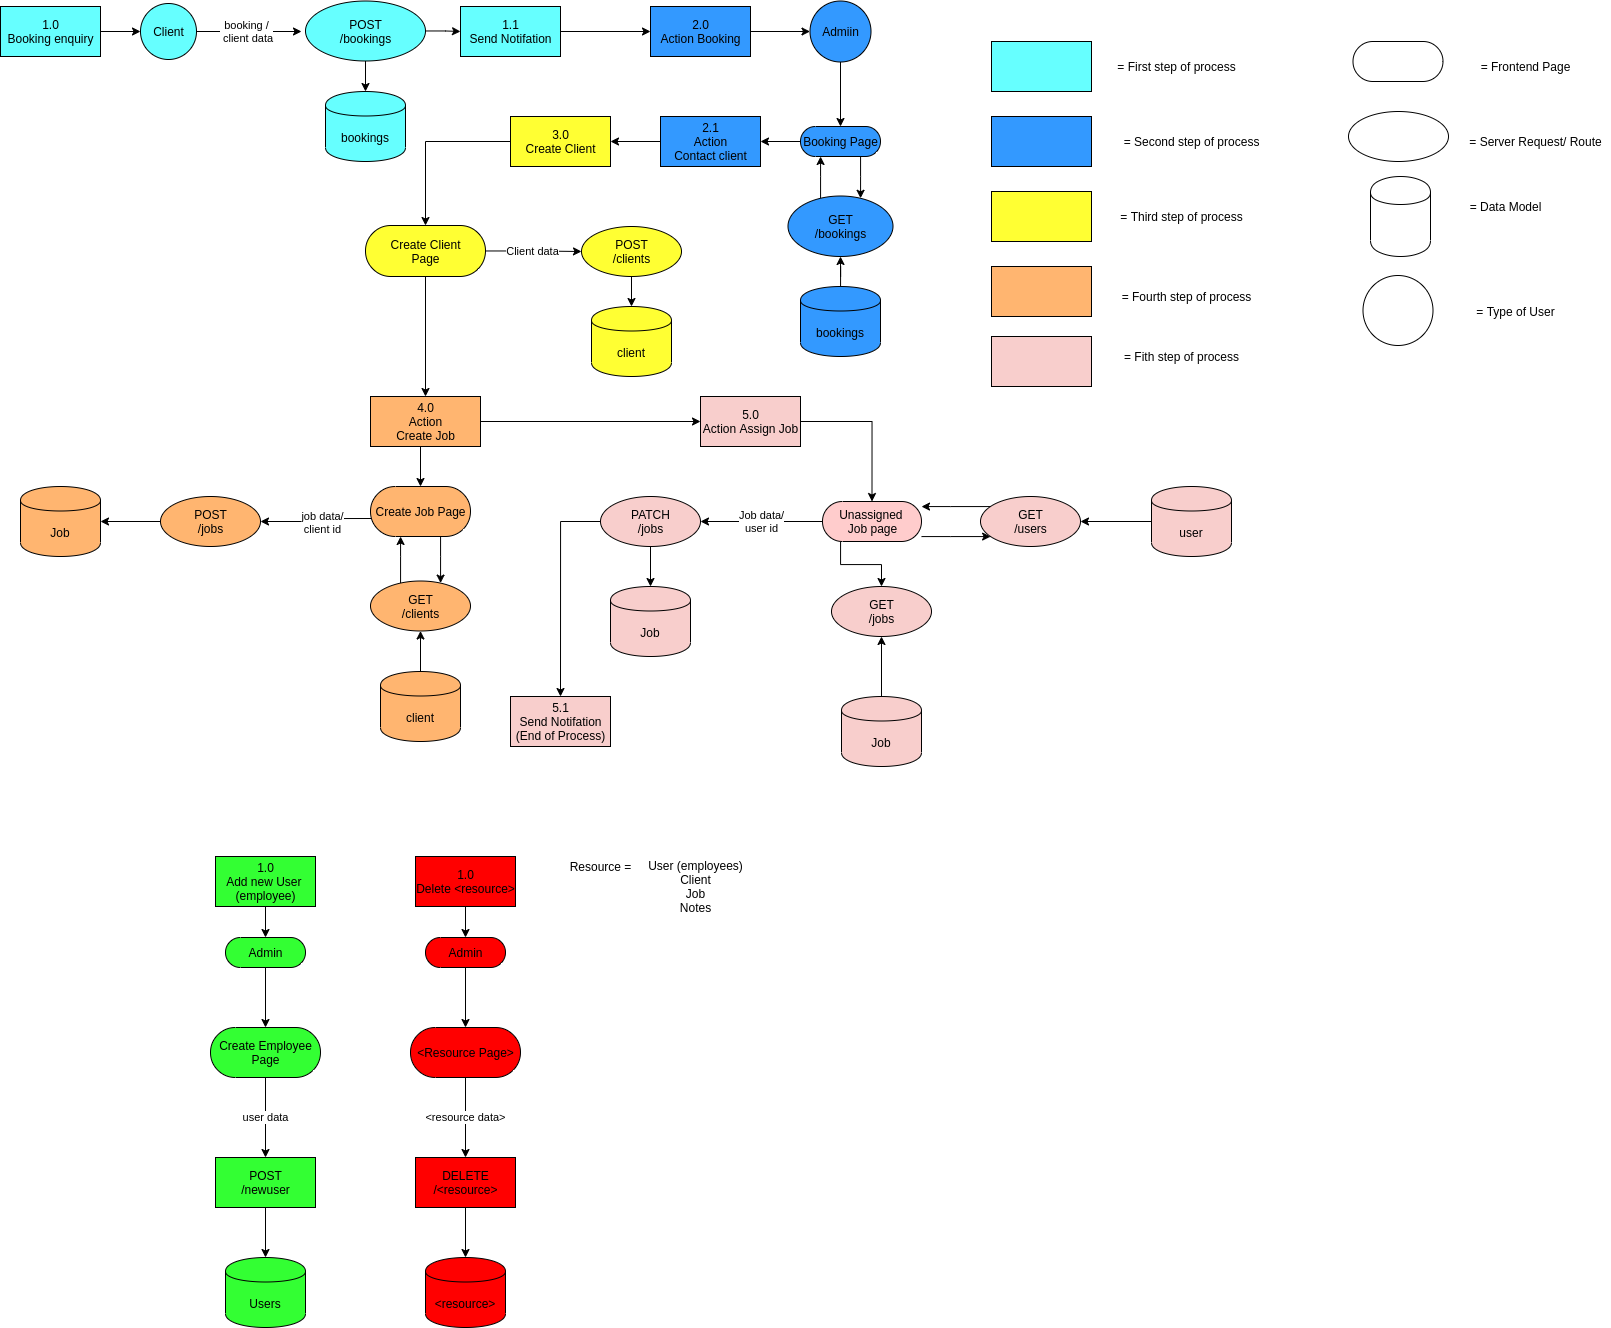 1.0
Booking enquiry
Client
booking /
client data
POST
/bookings
1.1
Send Notifation
2.0
Action Booking
Admiin
bookings
3.0
Create Client
2.1
Action
Contact client
Booking Page
GET
/bookings
bookings
Create Client
Page
Client data
POST
/clients
client
= First step of process
= Second step of process
= Third step of process
= Fourth step of process
= Fith step of process
= Frontend Page
= Server Request/ Route
= Data Model
= Type of User
4.0
Action
Create Job
5.0
Action Assign Job
Job
POST
/jobs
job data/
client id
Create Job Page
GET
/clients
client
PATCH
/jobs
Job data/
user id
Unassigned
Job page
GET
/users
user
Job
GET
/jobs
Job
5.1
Send Notifation
(End of Process)
1.0
Add new User
(employee)
Admin
Create Employee
Page
user data
POST
/newuser
Users
1.0
Delete <resource>
Admin
<Resource Page>
<resource data>
DELETE
/<resource>
<resource>
Resource =
User (employees)
Client
Job
Notes